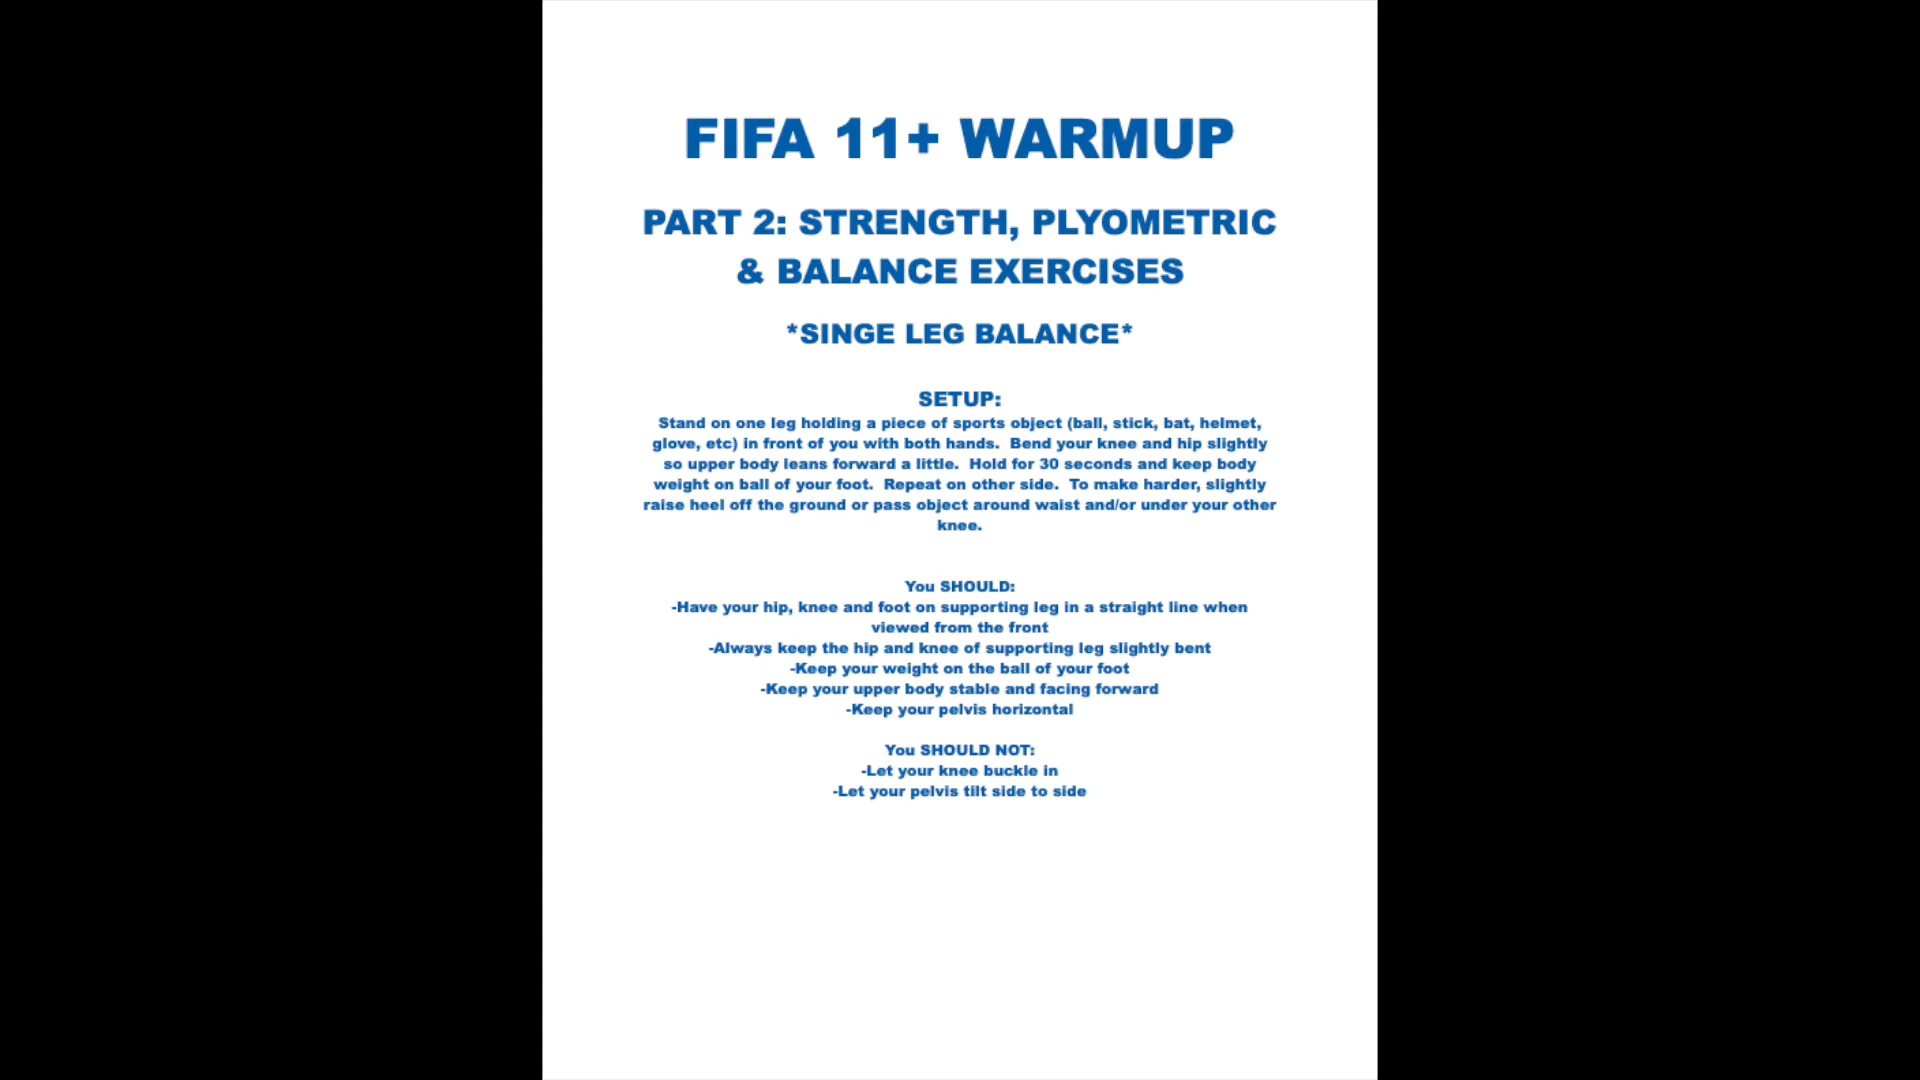 FIFA 11+ WARMUP
PART 2: STRENGTH, PLYOMETRIC
& BALANCE EXERCISES
*SINGE LEG BALANCE*
SETUP:
Stand on one leg holding a piece of sports object (ball, stick, bat, helmet,
glove, etc) in front of you with both hands.  Bend your knee and hip slightly
so upper body leans forward a little.  Hold for 30 seconds and keep body
weight on ball of your foot.  Repeat on other side.  To make harder, slightly
raise heel off the ground or pass object around waist and/or under your other
knee.
You SHOULD:
-Have your hip, knee and foot on supporting leg in a straight line when
viewed from the front
-Always keep the hip and knee of supporting leg slightly bent
-Keep your weight on the ball of your foot
-Keep your upper body stable and facing forward
-Keep your pelvis horizontal
You SHOULD NOT:
-Let your knee buckle in
-Let your pelvis tilt side to side